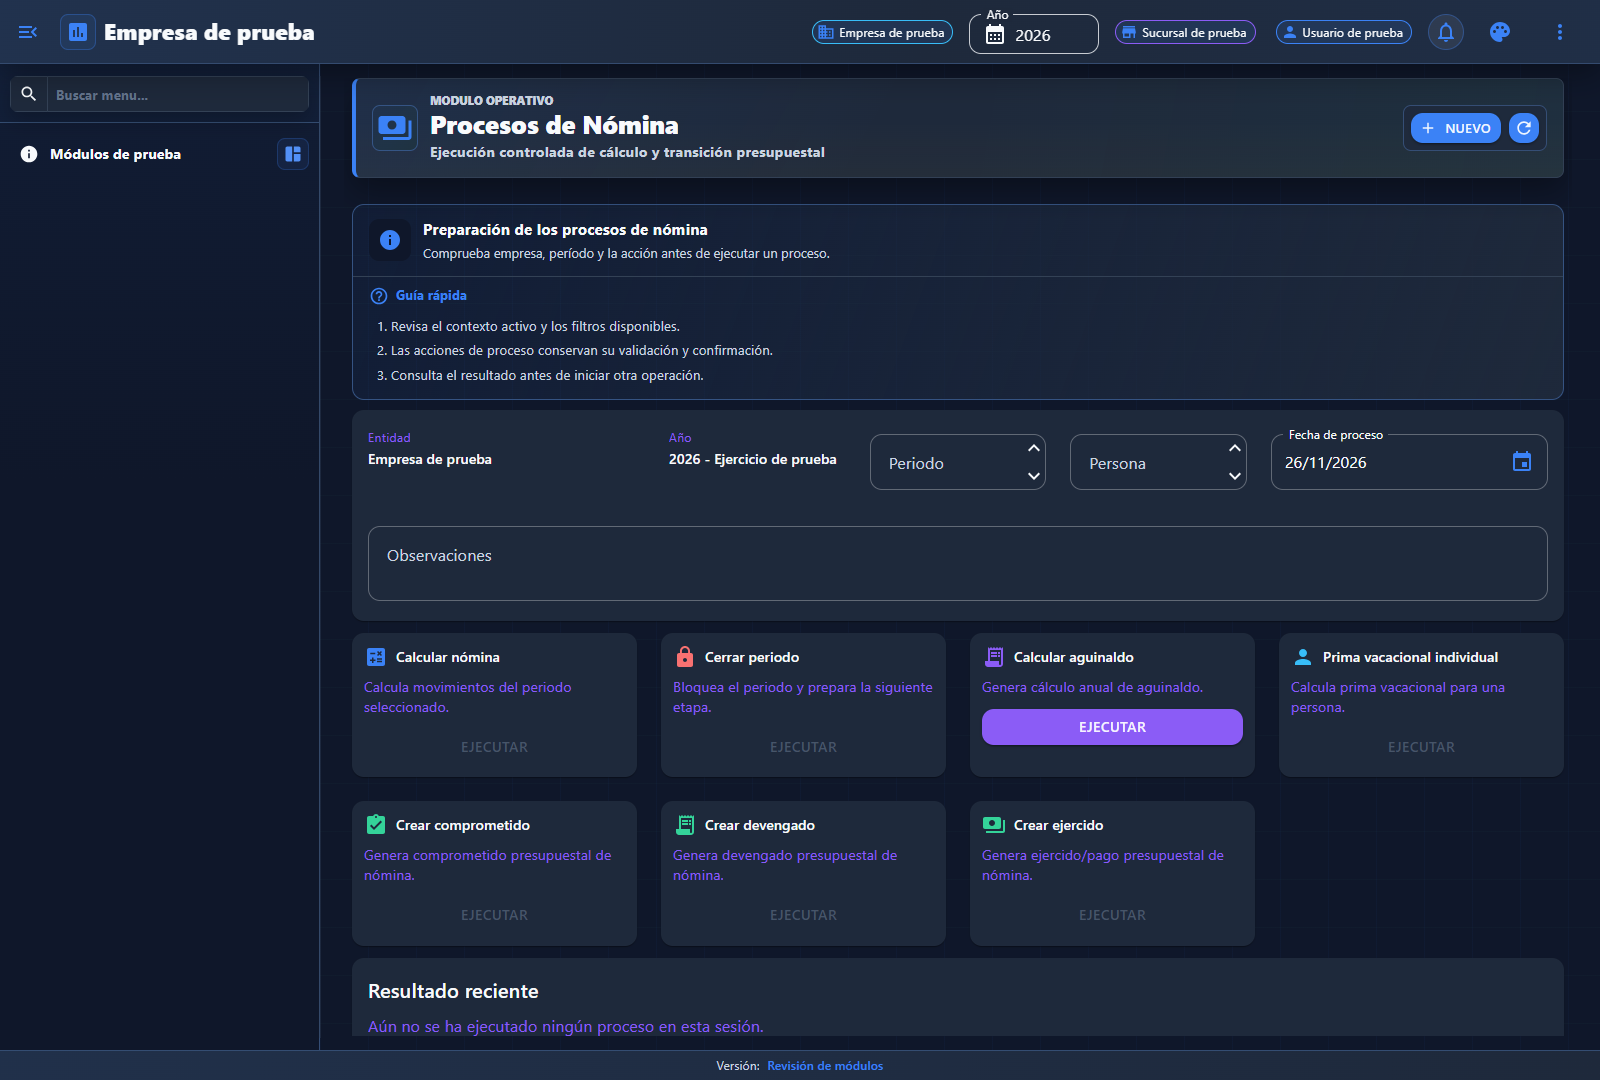 Empresa de prueba
Empresa de prueba
Año
2026
Sucursal de prueba
Usuario de prueba
Buscar menu...
Módulos de prueba
MODULO OPERATIVO
Procesos de Nómina
Ejecución controlada de cálculo y transición presupuestal
NUEVO
Preparación de los procesos de nómina
Comprueba empresa, período y la acción antes de ejecutar un proceso.
Guía rápida
1. Revisa el contexto activo y los filtros disponibles.
2. Las acciones de proceso conservan su validación y confirmación.
3. Consulta el resultado antes de iniciar otra operación.
Entidad
Empresa de prueba
Año
2026 - Ejercicio de prueba
Periodo
Persona
Fecha de proceso
26/11/2026
Observaciones
Calcular nómina
Calcula movimientos del periodo
seleccionado.
EJECUTAR
Cerrar periodo
Bloquea el periodo y prepara la siguiente
etapa.
EJECUTAR
Calcular aguinaldo
Genera cálculo anual de aguinaldo.
EJECUTAR
Prima vacacional individual
Calcula prima vacacional para una
persona.
EJECUTAR
Crear comprometido
Genera comprometido presupuestal de
nómina.
EJECUTAR
Crear devengado
Genera devengado presupuestal de
nómina.
EJECUTAR
Crear ejercido
Genera ejercido/pago presupuestal de
nómina.
EJECUTAR
Resultado reciente
Aún no se ha ejecutado ningún proceso en esta sesión.
Versión: Revisión de módulos